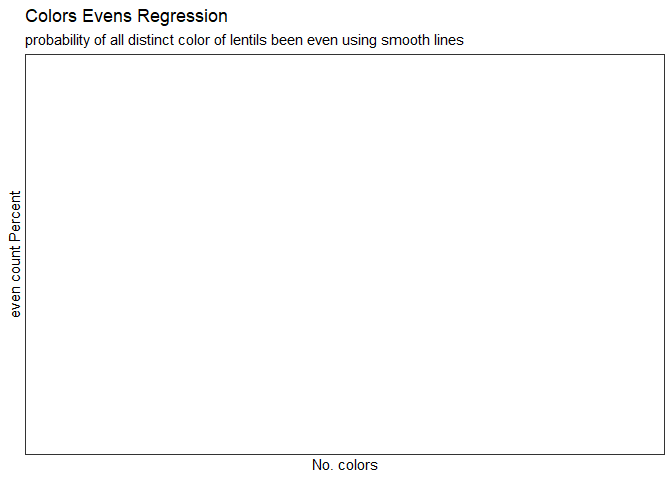 Colors Evens Regression
probability of all distinct color of lentils been even using smooth lines
even count Percent
No. colors